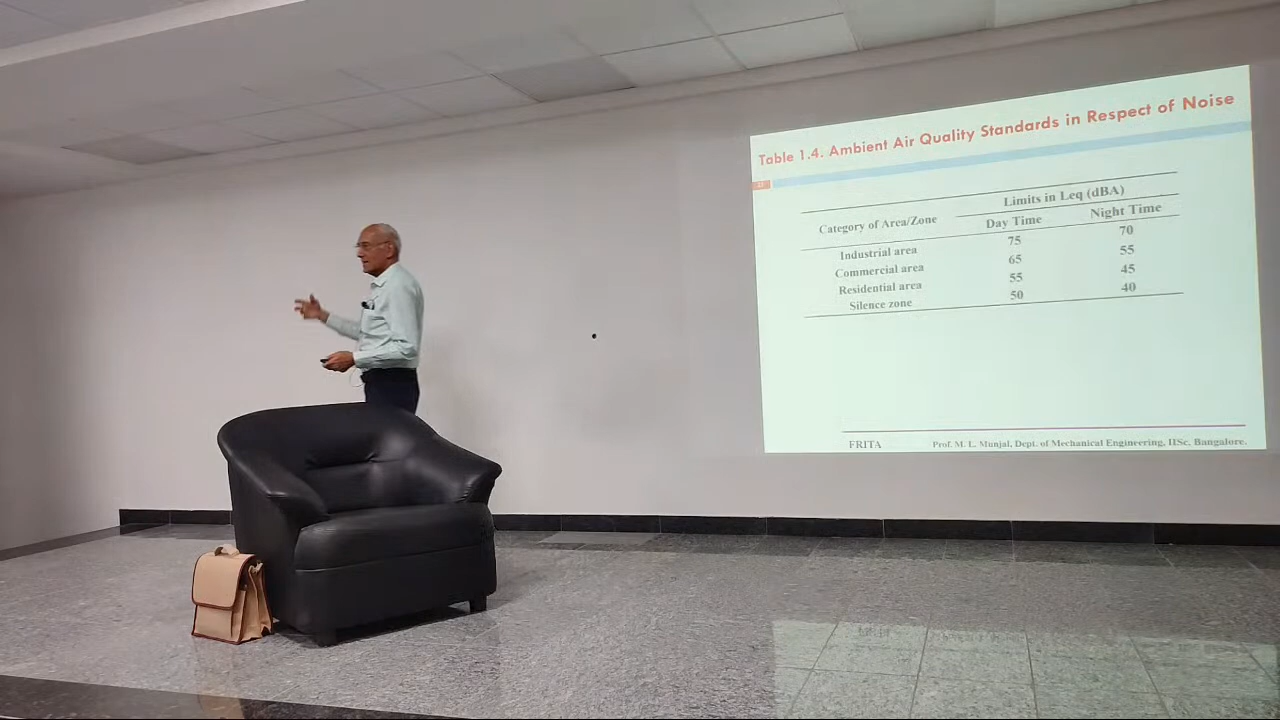 Table 1.4. Ambient Air Quality Standards in Respect of Noise
Limits in Leq (dBA)
Category of Area/Zone Day Time Night Time
Industrial area 75 70
Commercial area 65 55
Residential area 55 45
Silence zone 50 40
FRITA Prof. M. L. Munjal, Dept. of Mechanical Engineering, IISc. Bangalore.